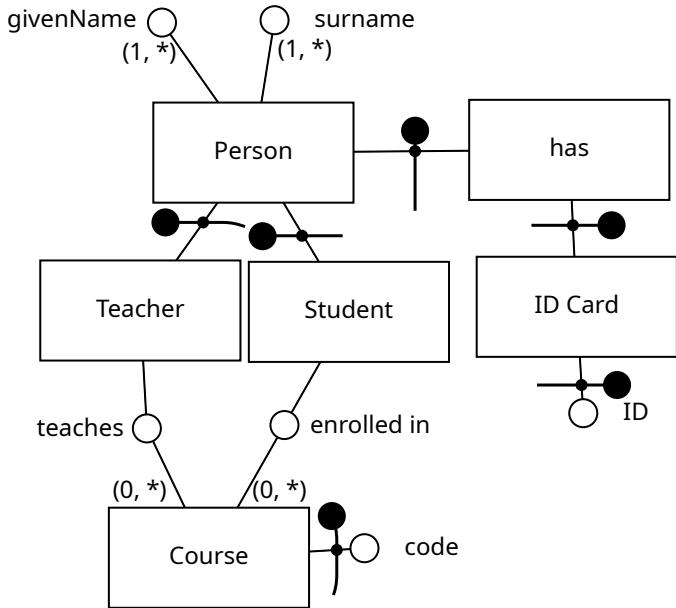 givenName
surname
(1, *)
(1, *)
Person
has
Teacher
Student
ID Card
teaches
enrolled in
ID
(0, *)
(0, *)
Course
code